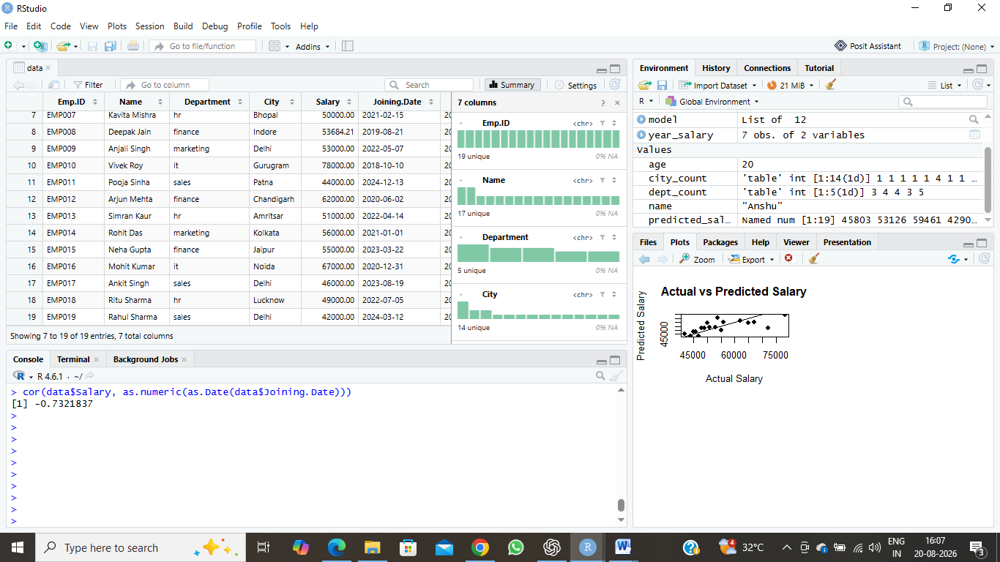 RStudio
File Edit Code View Plots Session Build Debug Profile Tools Help
Go to file/function Addins Posit Assistant Project: (None)
data
Filter Go to column Search Summary Settings
Emp.ID Name Department City Salary Joining.Date
7 EMP007 Kavita Mishra hr Bhopal 50000.00 2021-02-15 20
8 EMP008 Deepak Jain finance Indore 53684.21 2019-08-21 20
9 EMP009 Anjali Singh marketing Delhi 53000.00 2022-05-07 20
10 EMP010 Vivek Roy it Gurugram 78000.00 2018-10-10 20
11 EMP011 Pooja Sinha sales Patna 44000.00 2024-12-13 20
12 EMP012 Arjun Mehta finance Chandigarh 62000.00 2020-06-02 20
13 EMP013 Simran Kaur hr Amritsar 51000.00 2022-04-14 20
14 EMP014 Rohit Das marketing Kolkata 56000.00 2021-01-01 20
15 EMP015 Neha Gupta finance Jaipur 55000.00 2023-03-22 20
16 EMP016 Mohit Kumar it Noida 67000.00 2020-12-31 20
17 EMP017 Ankit Singh sales Delhi 46000.00 2023-08-19 20
18 EMP018 Ritu Sharma hr Lucknow 49000.00 2022-07-05 20
19 EMP019 Rahul Sharma sales Delhi 42000.00 2024-03-12 20
Showing 7 to 19 of 19 entries, 7 total columns
7 columns ?
Emp.ID <chr>
19 unique 0% NA
Name <chr>
17 unique 0% NA
Department <chr>
5 unique 0% NA
City <chr>
14 unique 0% NA
Console Terminal Background Jobs
R 4.6.1 · ~/
> cor(data$Salary, as.numeric(as.Date(data$Joining.Date)))
[1] -0.7321837
>
>
>
>
>
>
>
>
>
>
Environment History Connections Tutorial
Import Dataset 21 MiB List
R Global Environment
model List of 12
year_salary 7 obs. of 2 variables
Values
age 20
city_count 'table' int [1:14(1d)] 1 1 1 1 1 4 1 1 ...
dept_count 'table' int [1:5(1d)] 3 4 4 3 5
name "Anshu"
predicted_sal... Named num [1:19] 45803 53126 59461 4290...
Files Plots Packages Help Viewer Presentation
Zoom Export
Actual vs Predicted Salary
Predicted Salary
45000
45000 60000 75000
Actual Salary
Type here to search
4 32°C ENG IN 16:07 20-08-2026 3